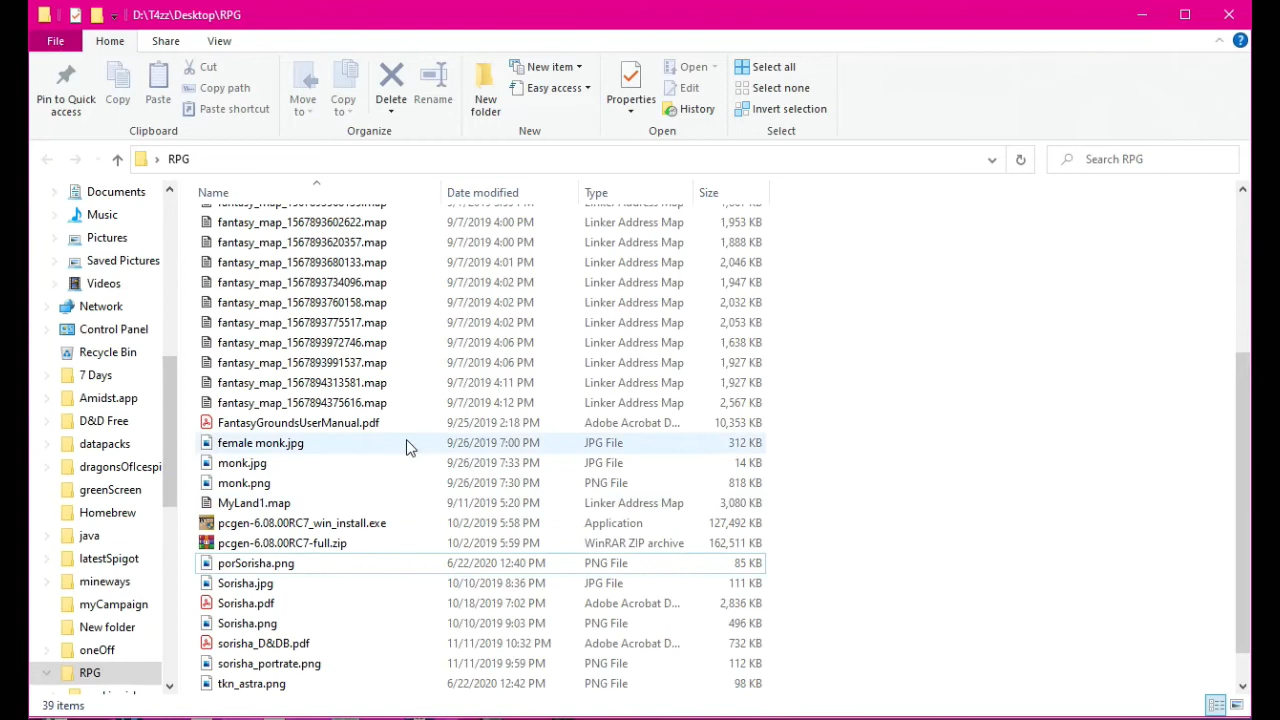 D:\T4zz\Desktop\RPG
File Home Share View
Pin to Quick access
Copy
Paste
Cut
Copy path
Paste shortcut
Clipboard
Move to
Copy to
Delete
Rename
Organize
New folder
New item
Easy access
New
Properties
Open
Edit
History
Open
Select all
Select none
Invert selection
Select
RPG
Search RPG
Documents
Music
Pictures
Saved Pictures
Videos
Network
Control Panel
Recycle Bin
7 Days
Amidst.app
D&D Free
datapacks
dragonsOfIcespi
greenScreen
Homebrew
java
latestSpigot
mineways
myCampaign
New folder
oneOff
RPG
Name Date modified Type Size
fantasy_map_1567893602622.map 9/7/2019 4:00 PM Linker Address Map 1,953 KB
fantasy_map_1567893620357.map 9/7/2019 4:00 PM Linker Address Map 1,888 KB
fantasy_map_1567893680133.map 9/7/2019 4:01 PM Linker Address Map 2,046 KB
fantasy_map_1567893734096.map 9/7/2019 4:02 PM Linker Address Map 1,947 KB
fantasy_map_1567893760158.map 9/7/2019 4:02 PM Linker Address Map 2,032 KB
fantasy_map_1567893775517.map 9/7/2019 4:02 PM Linker Address Map 2,053 KB
fantasy_map_1567893972746.map 9/7/2019 4:06 PM Linker Address Map 1,638 KB
fantasy_map_1567893991537.map 9/7/2019 4:06 PM Linker Address Map 1,927 KB
fantasy_map_1567894313581.map 9/7/2019 4:11 PM Linker Address Map 1,927 KB
fantasy_map_1567894375616.map 9/7/2019 4:12 PM Linker Address Map 2,567 KB
FantasyGroundsUserManual.pdf 9/25/2019 2:18 PM Adobe Acrobat D... 10,353 KB
female monk.jpg 9/26/2019 7:00 PM JPG File 312 KB
monk.jpg 9/26/2019 7:33 PM JPG File 14 KB
monk.png 9/26/2019 7:30 PM PNG File 818 KB
MyLand1.map 9/11/2019 5:20 PM Linker Address Map 3,080 KB
pcgen-6.08.00RC7_win_install.exe 10/2/2019 5:58 PM Application 127,492 KB
pcgen-6.08.00RC7-full.zip 10/2/2019 5:59 PM WinRAR ZIP archive 162,511 KB
porSorisha.png 6/22/2020 12:40 PM PNG File 85 KB
Sorisha.jpg 10/10/2019 8:36 PM JPG File 111 KB
Sorisha.pdf 10/18/2019 7:02 PM Adobe Acrobat D... 2,836 KB
Sorisha.png 10/10/2019 9:03 PM PNG File 496 KB
sorisha_D&DB.pdf 11/11/2019 10:32 PM Adobe Acrobat D... 732 KB
sorisha_portrate.png 11/11/2019 9:59 PM PNG File 112 KB
tkn_astra.png 6/22/2020 12:42 PM PNG File 98 KB
39 items